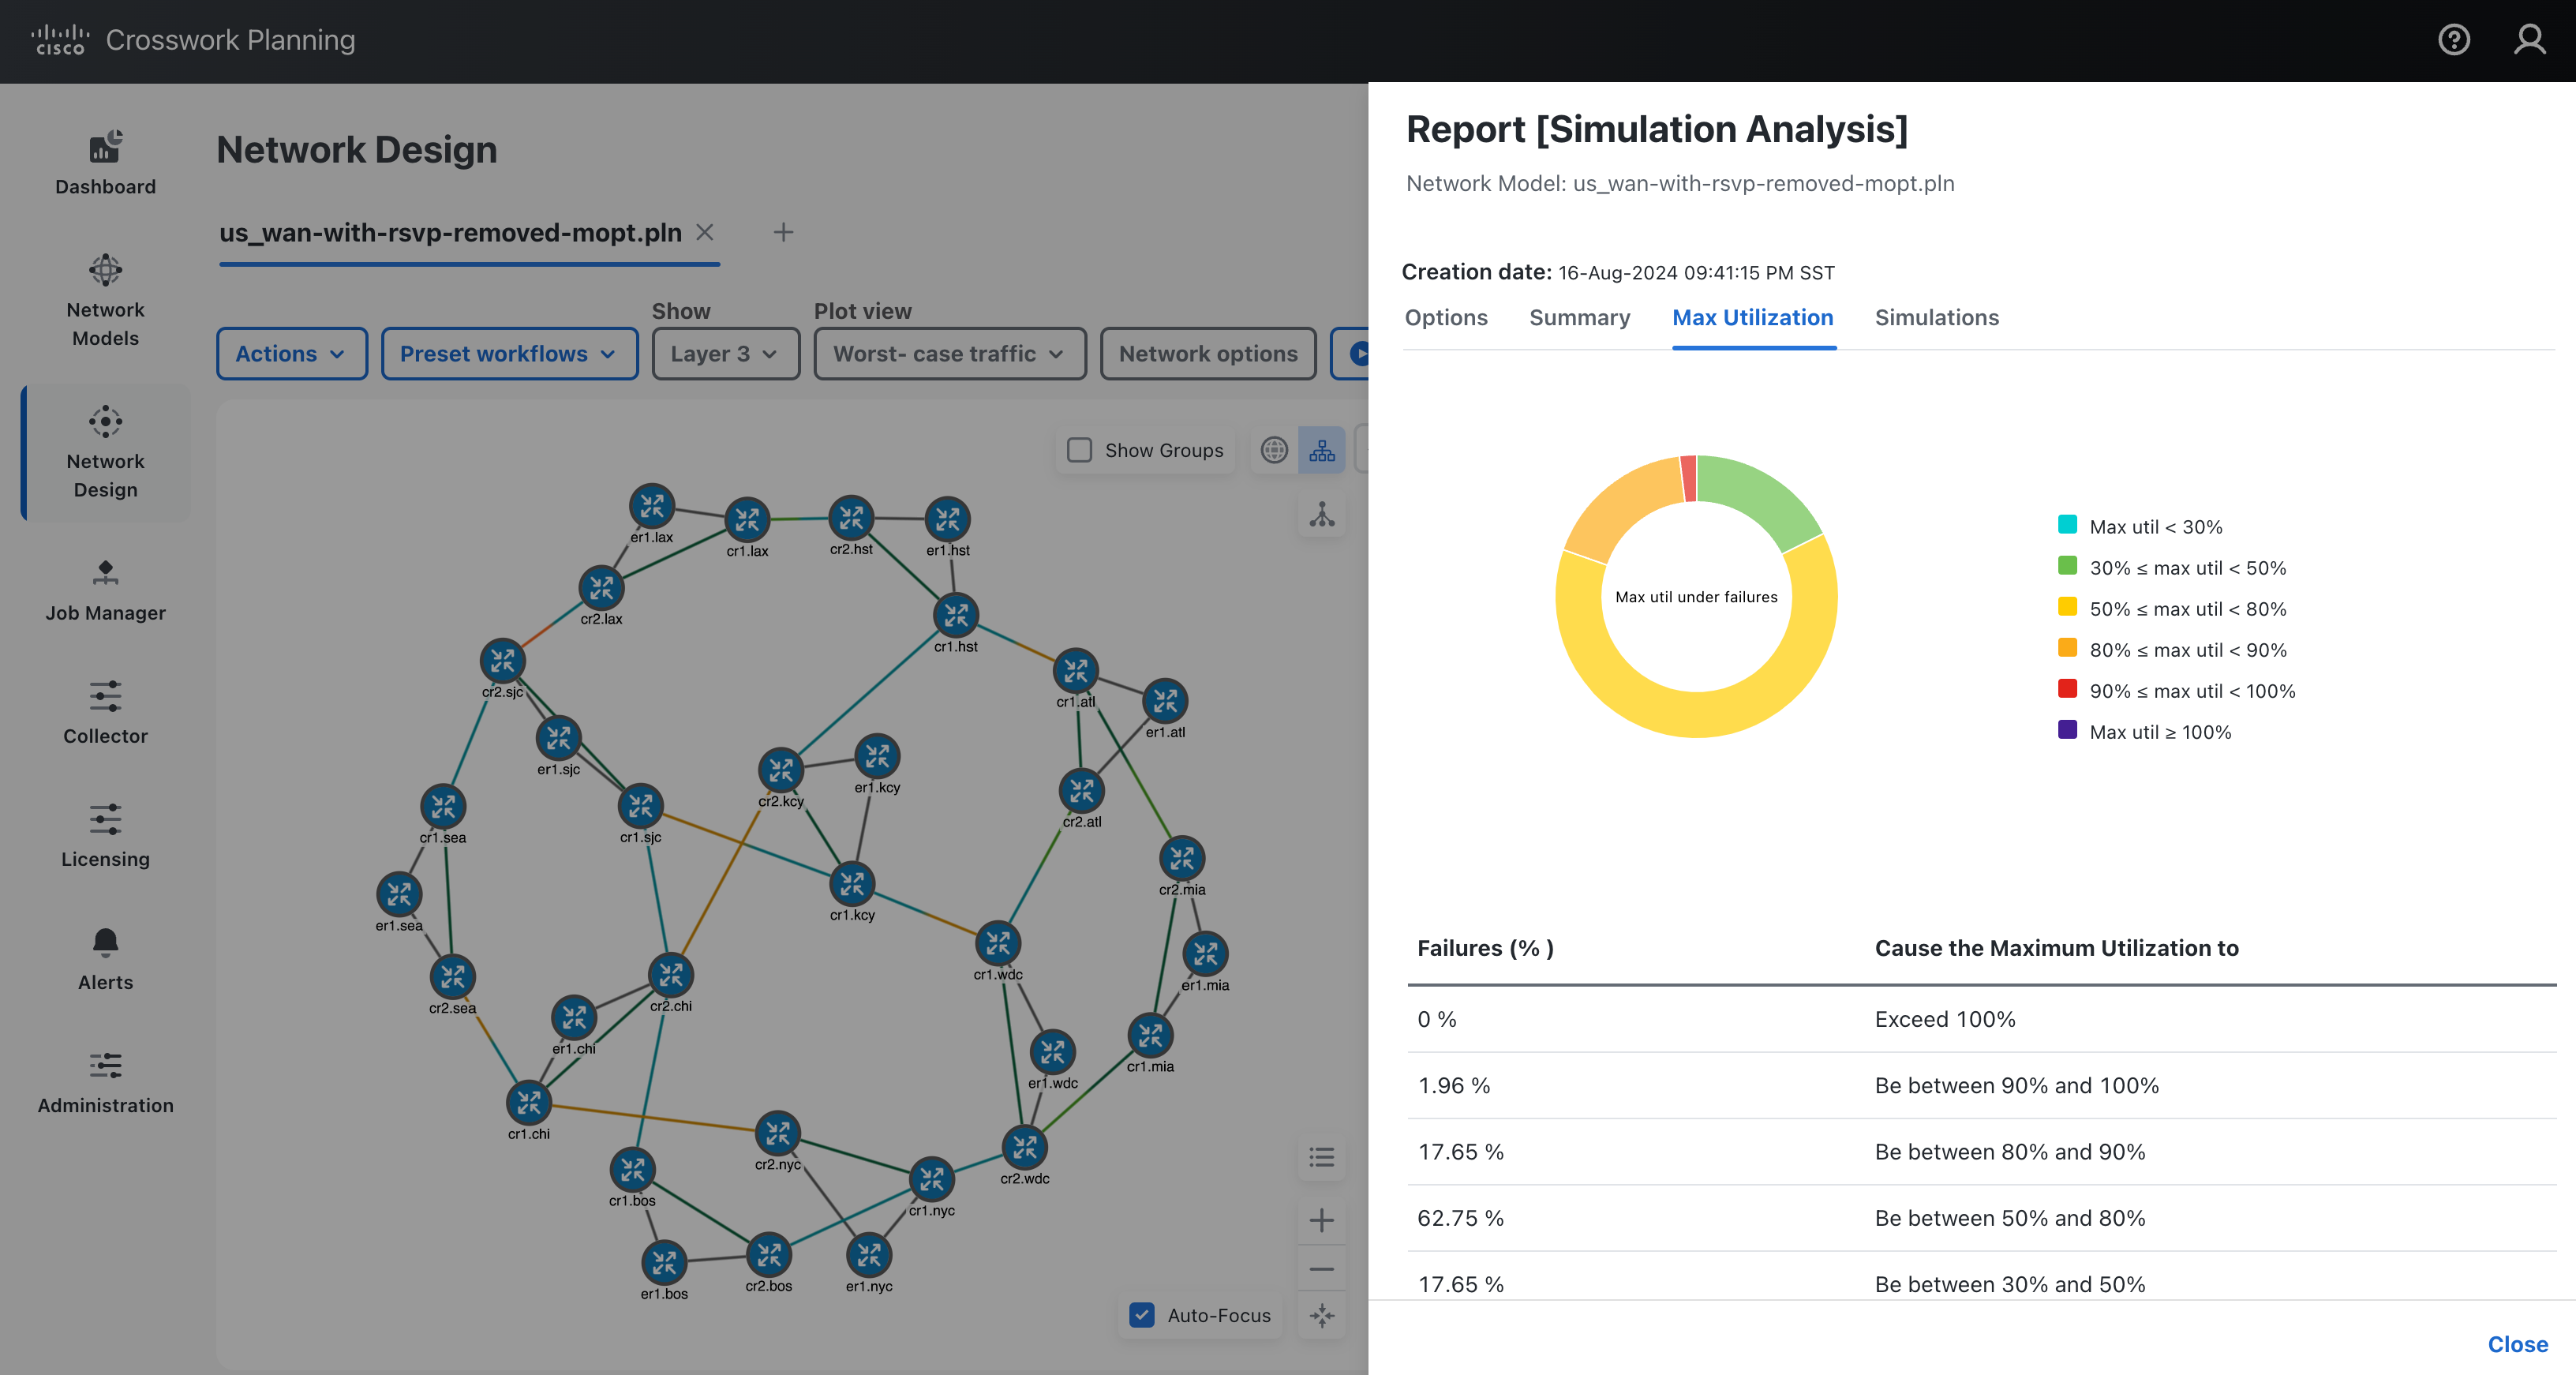 CISCO Crosswork Planning
Dashboard
Network
Models
Network
Design
Job Manager
Collector
Licensing
Alerts
Administration
Network Design
us_wan-with-rsvp-removed-mopt.pln
Show
Plot view
Actions
Preset workflows
Layer 3
Worst- case traffic
Network options
Show Groups
er1.lax
cr1.lax
cr2.hst
er1.hst
cr2.lax
cr1.hst
cr2.sjc
cr1.atl
er1.atl
er1.sjc
cr2.kcy
er1.kcy
cr2.atl
cr1.sea
cr1.sjc
cr2.mia
er1.sea
cr1.kcy
cr1.wdc
er1.mia
cr2.sea
cr2.chi
er1.chi
er1.wdc
cr1.mia
cr1.chi
cr2.nyc
cr2.wdc
cr1.bos
cr1.nyc
er1.bos
cr2.bos
er1.nyc
Auto-Focus
Report [Simulation Analysis]
Network Model: us_wan-with-rsvp-removed-mopt.pln
Creation date: 16-Aug-2024 09:41:15 PM SST
Options Summary Max Utilization Simulations
Max util under failures
Max util < 30%
30% ≤ max util < 50%
50% ≤ max util < 80%
80% ≤ max util < 90%
90% ≤ max util < 100%
Max util ≥ 100%
Failures (% ) Cause the Maximum Utilization to
0 % Exceed 100%
1.96 % Be between 90% and 100%
17.65 % Be between 80% and 90%
62.75 % Be between 50% and 80%
17.65 % Be between 30% and 50%
Close